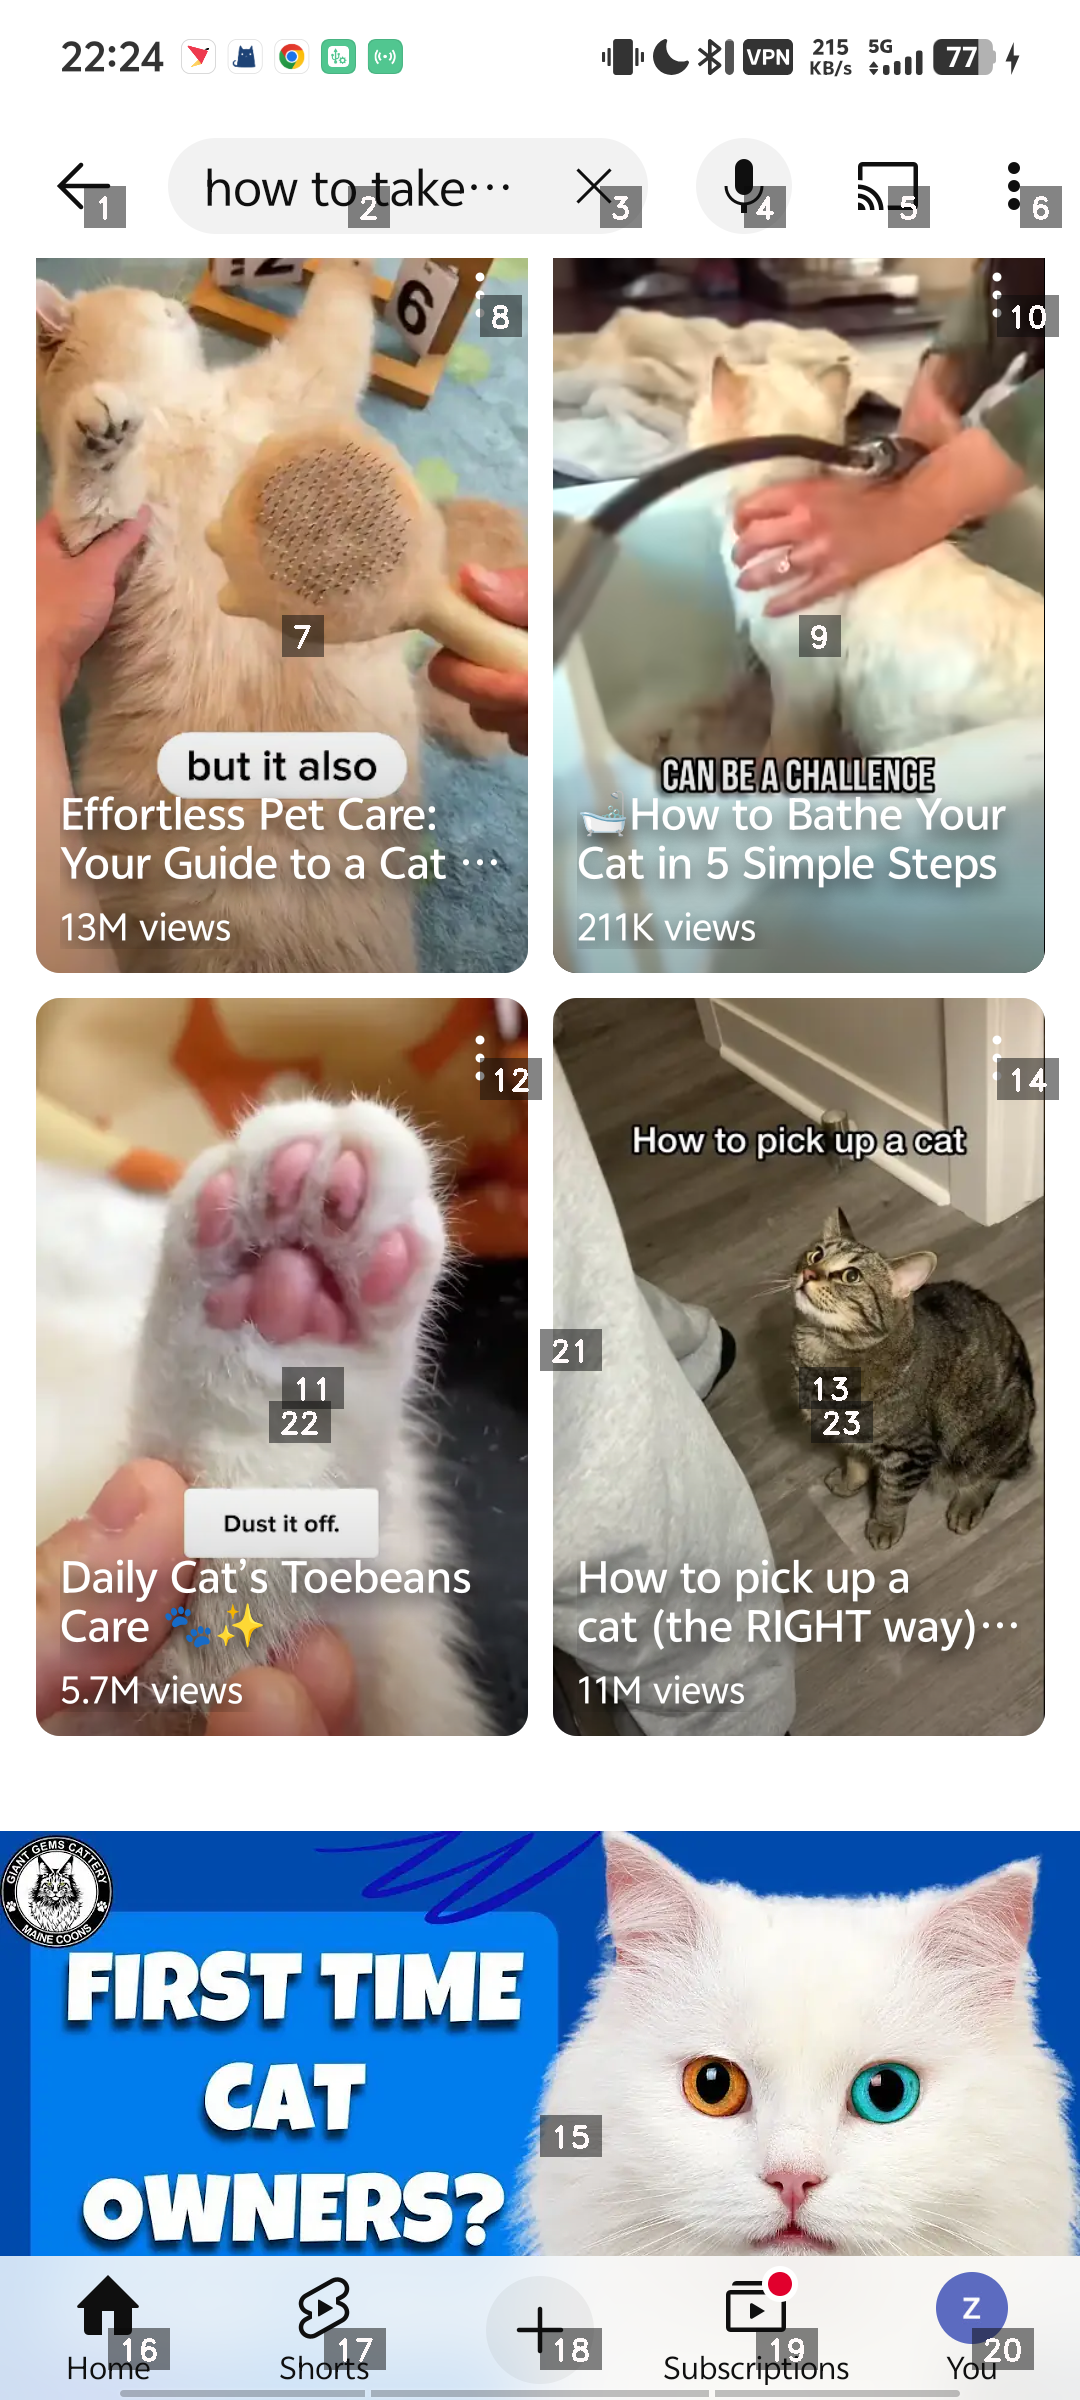 22:24
VPN
215
KB/s
5G
77
how to take...
1
2
3
4
5
6
12
6
8
10
7
9
but it also
Effortless Pet Care:
Your Guide to a Cat ...
13M views
CAN BE A CHALLENGE
🛁How to Bathe Your
Cat in 5 Simple Steps
211K views
12
14
How to pick up a cat
21
11
22
13
23
Dust it off.
Daily Cat's Toebeans
Care 🐾✨
5.7M views
How to pick up a
cat (the RIGHT way)...
11M views
GIANT GEMS CATTERY
MAINE COONS
FIRST TIME
CAT
OWNERS?
15
16
17
18
19
20
Z
Home
Shorts
Subscriptions
You